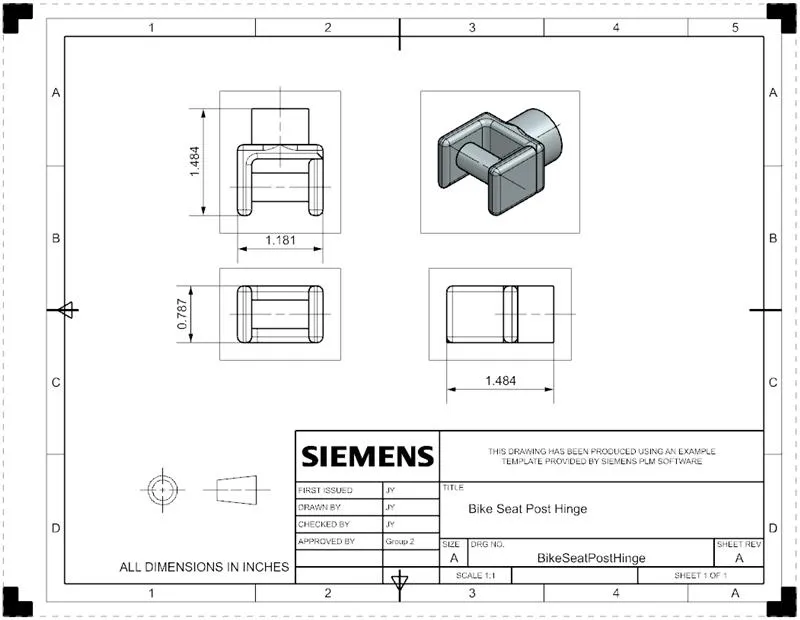 1 2 3 4 5
A A
1.484
1.181
B B
0.787
1.484
C C
SIEMENS
THIS DRAWING HAS BEEN PRODUCED USING AN EXAMPLE
TEMPLATE PROVIDED BY SIEMENS PLM SOFTWARE
FIRST ISSUED JY
TITLE
DRAWN BY JY
Bike Seat Post Hinge
CHECKED BY JY
D D
APPROVED BY Group 2
SIZE DRG NO. SHEET REV
A BikeSeatPostHinge A
ALL DIMENSIONS IN INCHES
SCALE 1:1 SHEET 1 OF 1
1 2 3 4 A